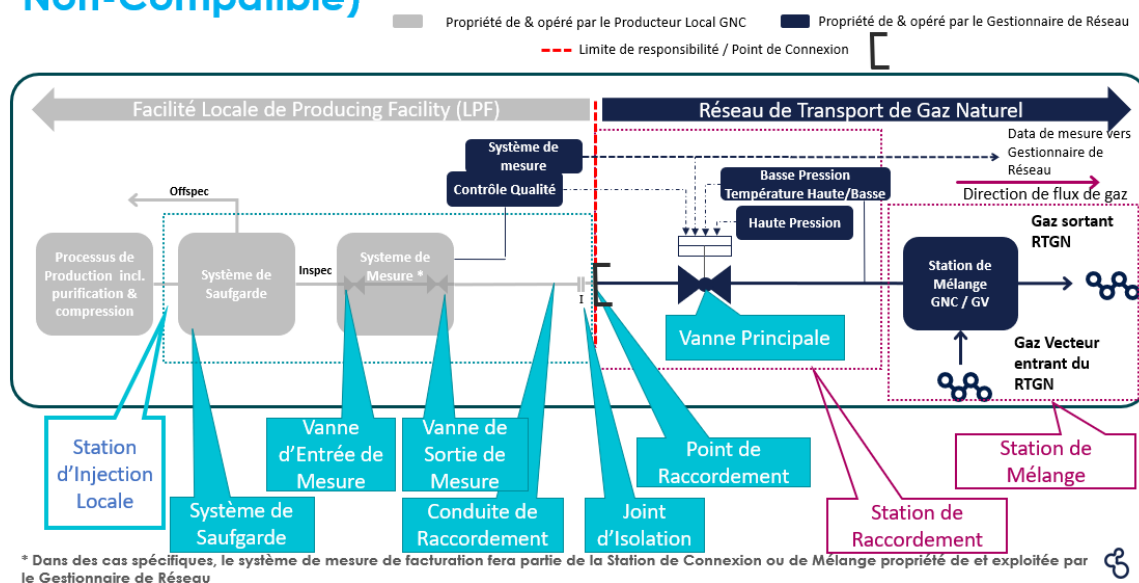 Non-Compatible)
Propriété de & opéré par le Producteur Local GNC
Propriété de & opéré par le Gestionnaire de Réseau
Limite de responsibilité / Point de Connexion
Facilité Locale de Producing Facility (LPF)
Réseau de Transport de Gaz Naturel
Système de
mesure
Contrôle Qualité
Data de mesure vers
Gestionnaire de
Réseau
Basse Pression
Température Haute/Basse
Haute Pression
Direction de flux de gaz
Offspec
Gaz sortant
RTGN
Processus de
Production incl.
purification &
compression
Système de
Saufgarde
Inspec
Systeme de
Mesure *
I
Station de
Mélange
GNC / GV
Vanne Principale
Gaz Vecteur
entrant du
RTGN
Station
d'Injection
Locale
Système de
Saufgarde
Vanne
d'Entrée de
Mesure
Vanne de
Sortie de
Mesure
Conduite de
Raccordement
Joint
d'Isolation
Point de
Raccordement
Station de
Raccordement
Station de
Mélange
* Dans des cas spécifiques, le système de mesure de facturation fera partie de la Station de Connexion ou de Mélange propriété de et exploitée par
le Gestionnaire de Réseau